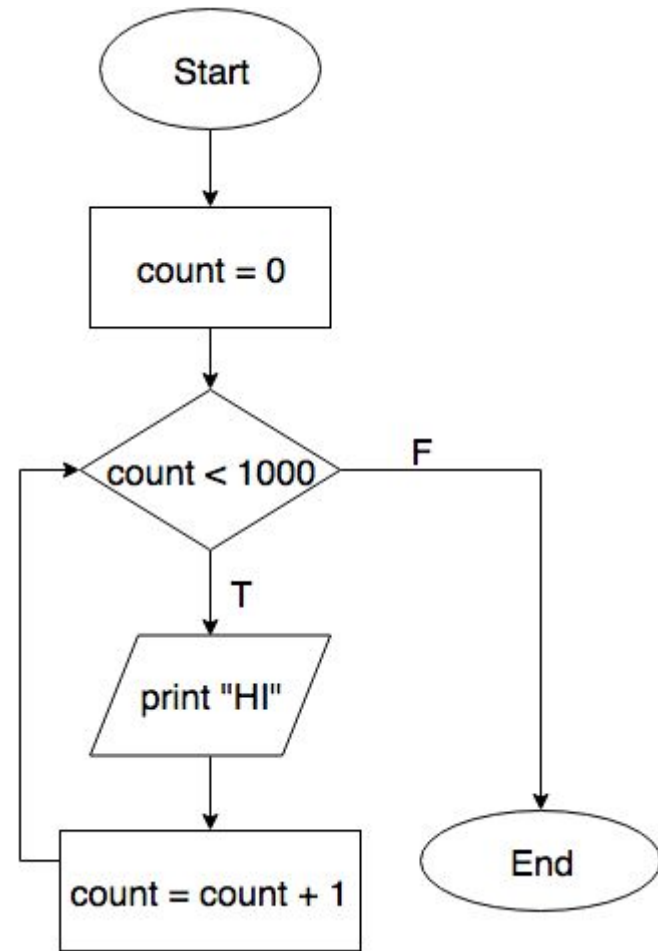 Start
count = 0
count < 1000
F
T
print "HI"
count = count + 1
End